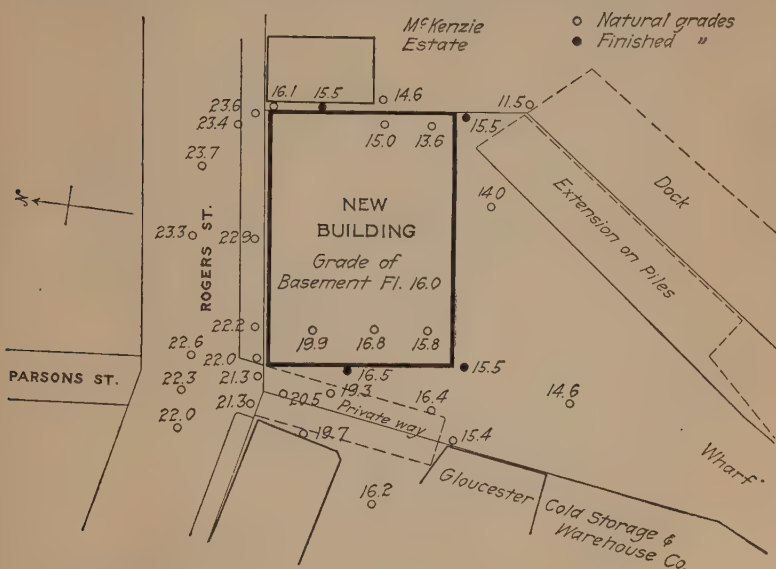 McKenzie
Estate
○ Natural grades
● Finished "
16.1
15.5
14.6
11.5
23.6
23.4
15.0
13.6
15.5
23.7
Dock
14.0
Extension on Piles
N
NEW
BUILDING
Grade of
Basement Fl. 16.0
23.3
22.9
ROGERS ST.
22.2
19.9
16.8
15.8
22.6
22.0
PARSONS ST.
21.3
16.5
15.5
22.3
20.5
19.3
16.4
14.6
21.3
Private way
22.0
19.7
15.4
Wharf
16.2
Gloucester
Cold Storage &
Warehouse Co.